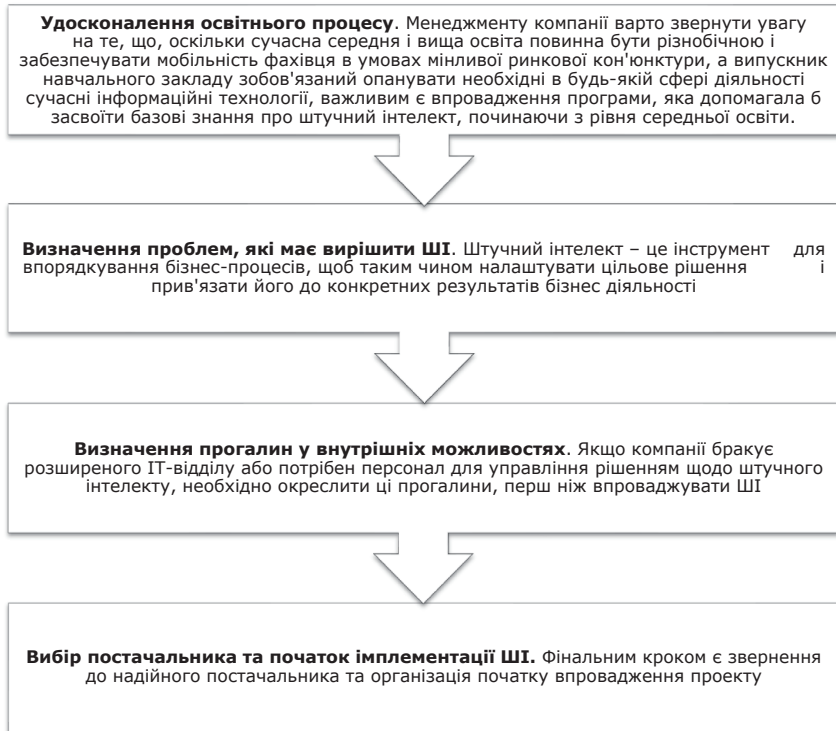 Удосконалення освітнього процесу. Менеджменту компанії варто звернути увагу
на те, що, оскільки сучасна середня і вища освіта повинна бути різнобічною і
забезпечувати мобільність фахівця в умовах мінливої ринкової кон'юнктури, а випускник
навчального закладу зобов'язаний опанувати необхідні в будь-якій сфері діяльності
сучасні інформаційні технології, важливим є впровадження програми, яка допомагала б
засвоїти базові знання про штучний інтелект, починаючи з рівня середньої освіти.
Визначення проблем, які має вирішити ШІ. Штучний інтелект – це інструмент для
впорядкування бізнес-процесів, щоб таким чином налаштувати цільове рішення і
прив'язати його до конкретних результатів бізнес діяльності
Визначення прогалин у внутрішніх можливостях. Якщо компанії бракує
розширеного ІТ-відділу або потрібен персонал для управління рішенням щодо штучного
інтелекту, необхідно окреслити ці прогалини, перш ніж впроваджувати ШІ
Вибір постачальника та початок імплементації ШІ. Фінальним кроком є звернення
до надійного постачальника та організація початку впровадження проекту